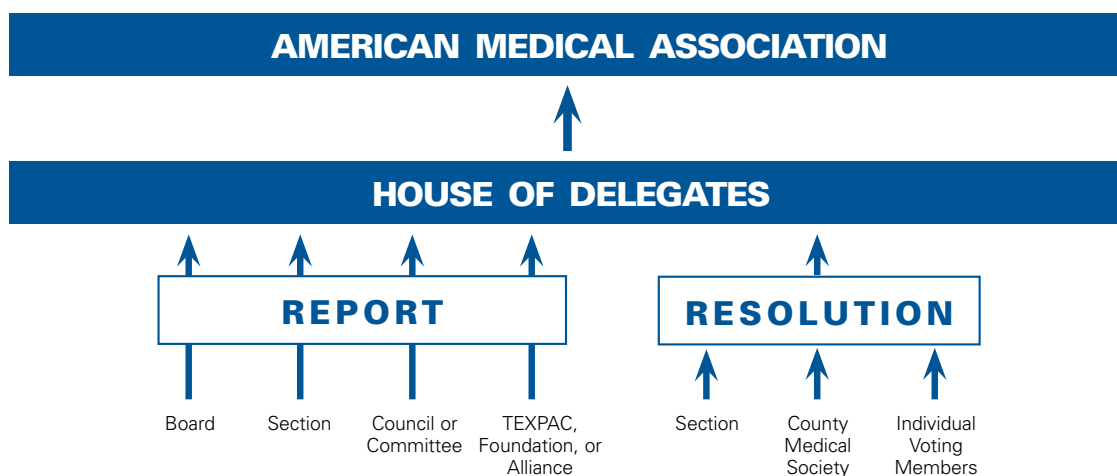 AMERICAN MEDICAL ASSOCIATION
HOUSE OF DELEGATES
REPORT
RESOLUTION
Board
Section
Council or
Committee
TEXPAC,
Foundation, or
Alliance
Section
County
Medical
Society
Individual
Voting
Members